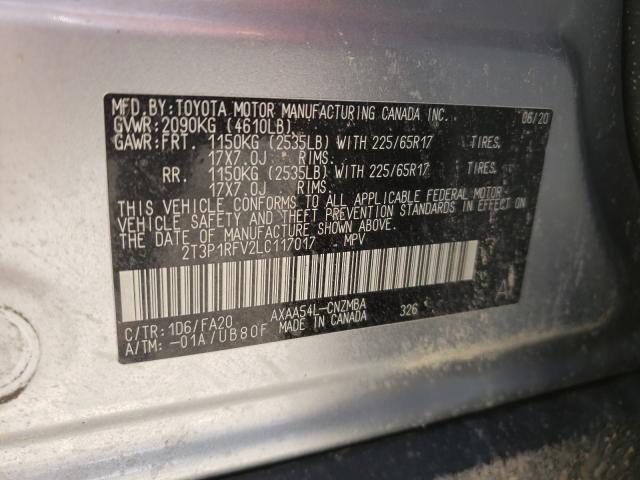 MFD.BY:TOYOTA MOTOR MANUFACTURING CANADA INC. 06/20
GVWR:2090KG (4610LB)
GAWR:FRT. 1150KG (2535LB) WITH 225/65R17 TIRES.
17X7.0J RIMS.
RR. 1150KG (2535LB) WITH 225/65R17 TIRES.
17X7.0J RIMS.
THIS VEHICLE CONFORMS TO ALL APPLICABLE FEDERAL MOTOR
VEHICLE SAFETY AND THEFT PREVENTION STANDARDS IN EFFECT ON
THE DATE OF MANUFACTURE SHOWN ABOVE.
2T3P1RFV2LC117017 MPV
C/TR:1D6/FA20 AXAA54L-CNZMBA 326 A
A/TM:-01A/UB80F MADE IN CANADA